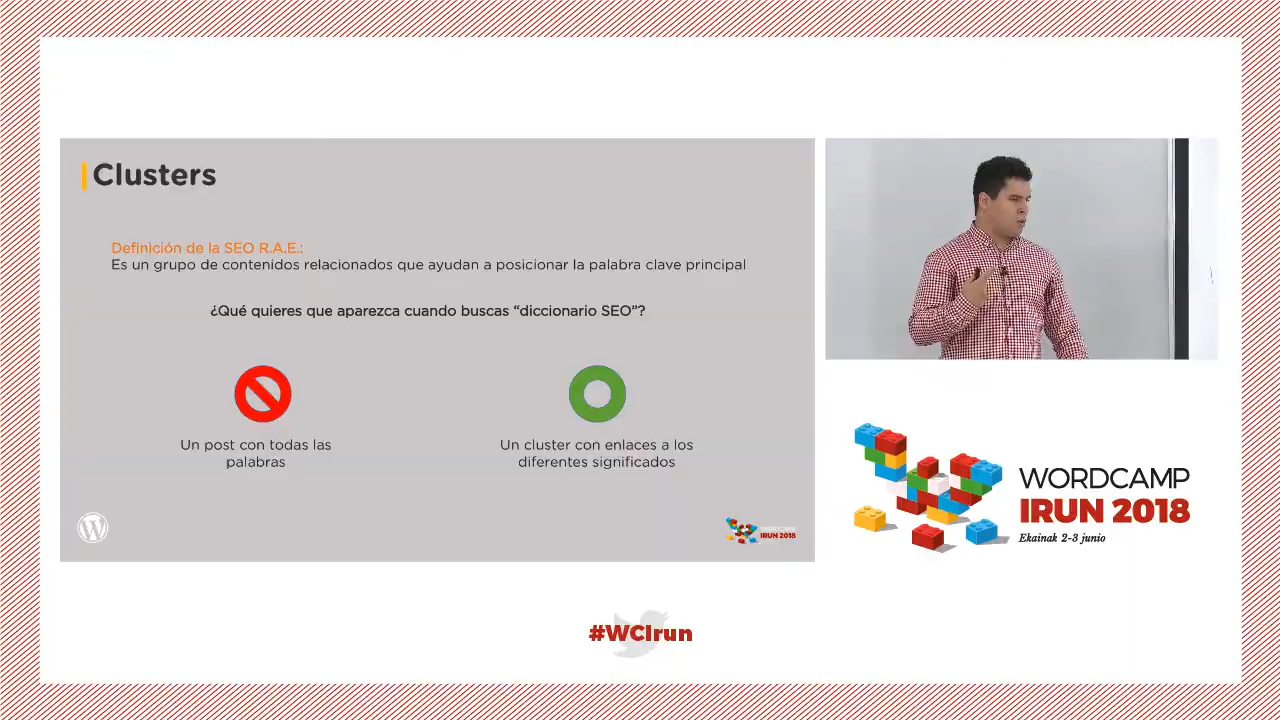 Clusters
Definición de la SEO R.A.E.:
Es un grupo de contenidos relacionados que ayudan a posicionar la palabra clave principal
¿Qué quieres que aparezca cuando buscas “diccionario SEO”?
Un post con todas las
palabras
Un cluster con enlaces a los
diferentes significados
IRUN 2018
WORDCAMP
IRUN 2018
Ekainak 2-3 junio
#WCIrun